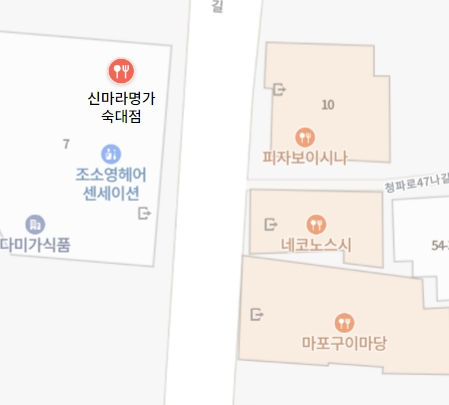 길
신마라명가
숙대점
10
7
피자보이시나
조소영헤어
센세이션
청파로47나길
다미가식품
네코노스시
마포구이마당